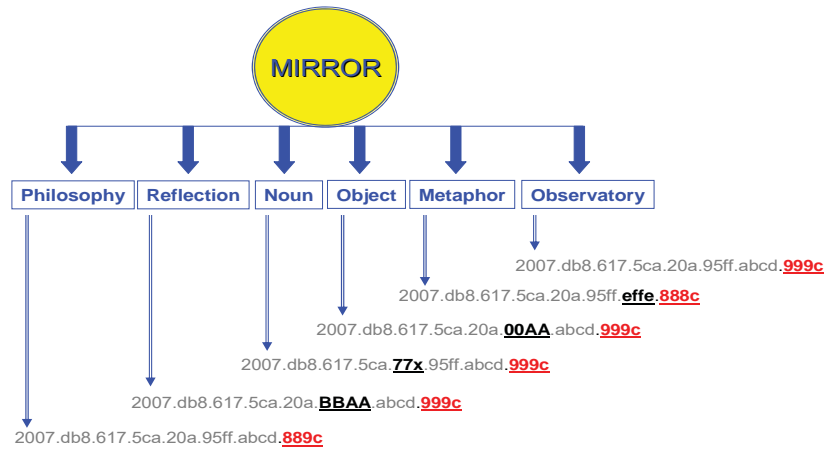 MIRROR
Philosophy Reflection Noun Object Metaphor Observatory
2007.db8.617.5ca.20a.95ff.abcd.999c
2007.db8.617.5ca.20a.95ff.effe.888c
2007.db8.617.5ca.20a.00AA.abcd.999c
2007.db8.617.5ca.77x.95ff.abcd.999c
2007.db8.617.5ca.20a.BBAA.abcd.999c
2007.db8.617.5ca.20a.95ff.abcd.889c